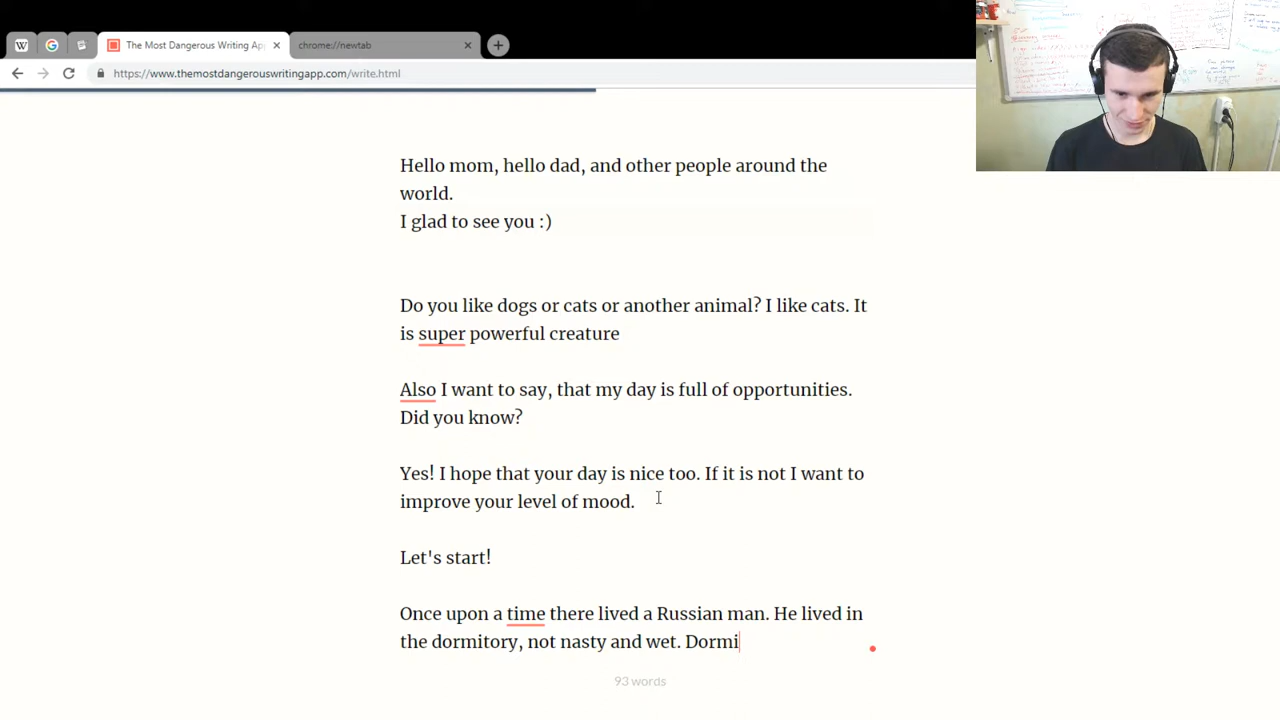 W
G
The Most Dangerous Writing Ap
chrome://newtab
https://www.themostdangerouswritingapp.com/write.html
Hello mom, hello dad, and other people around the
world.
I glad to see you :)
Do you like dogs or cats or another animal? I like cats. It
is super powerful creature
Also I want to say, that my day is full of opportunities.
Did you know?
Yes! I hope that your day is nice too. If it is not I want to
improve your level of mood.
Let's start!
Once upon a time there lived a Russian man. He lived in
the dormitory, not nasty and wet. Dormi
93 words